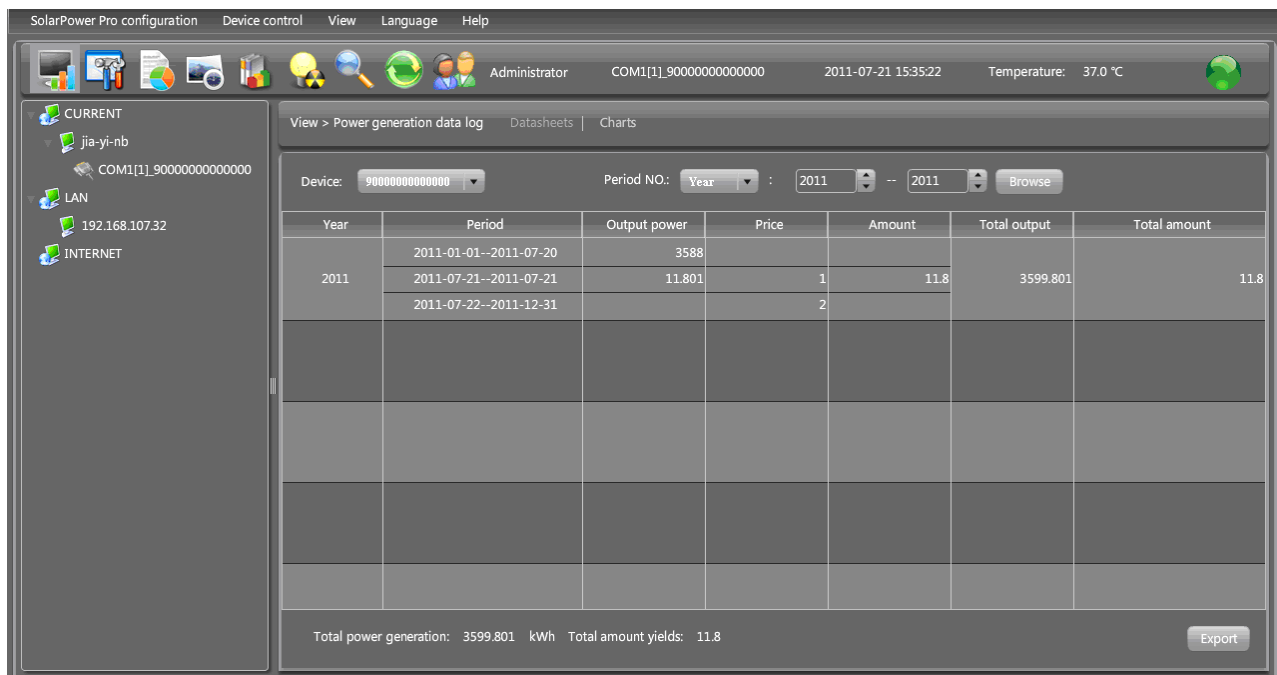 SolarPower Pro configuration Device control View Language Help
Administrator COM1[1]_90000000000000 2011-07-21 15:35:22 Temperature: 37.0 ℃
CURRENT
jia-yi-nb
COM1[1]_90000000000000
LAN
192.168.107.32
INTERNET
View > Power generation data log Datasheets | Charts
Device: 90000000000000 Period NO.: Year : 2011 -- 2011 Browse
Year Period Output power Price Amount Total output Total amount
2011-01-01--2011-07-20 3588
2011 2011-07-21--2011-07-21 11.801 1 11.8 3599.801 11.8
2011-07-22--2011-12-31 2
Total power generation: 3599.801 kWh Total amount yields: 11.8
Export